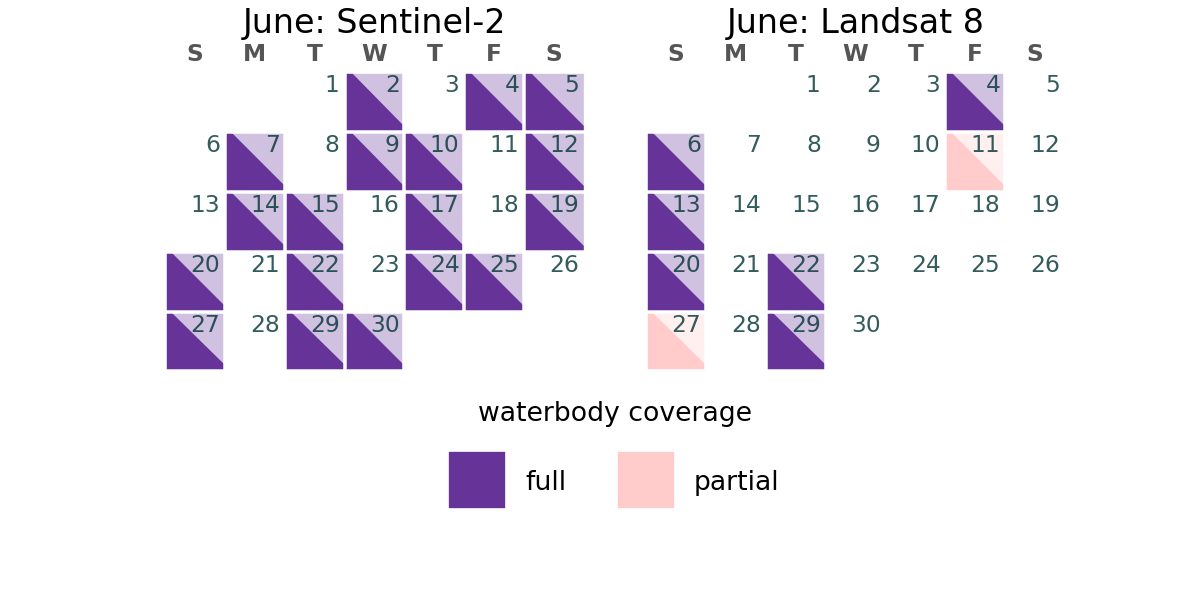 June: Sentinel-2
S M T W T F S
1 2 3 4 5
6 7 8 9 10 11 12
13 14 15 16 17 18 19
20 21 22 23 24 25 26
27 28 29 30
June: Landsat 8
S M T W T F S
1 2 3 4 5
6 7 8 9 10 11 12
13 14 15 16 17 18 19
20 21 22 23 24 25 26
27 28 29 30
waterbody coverage
full partial